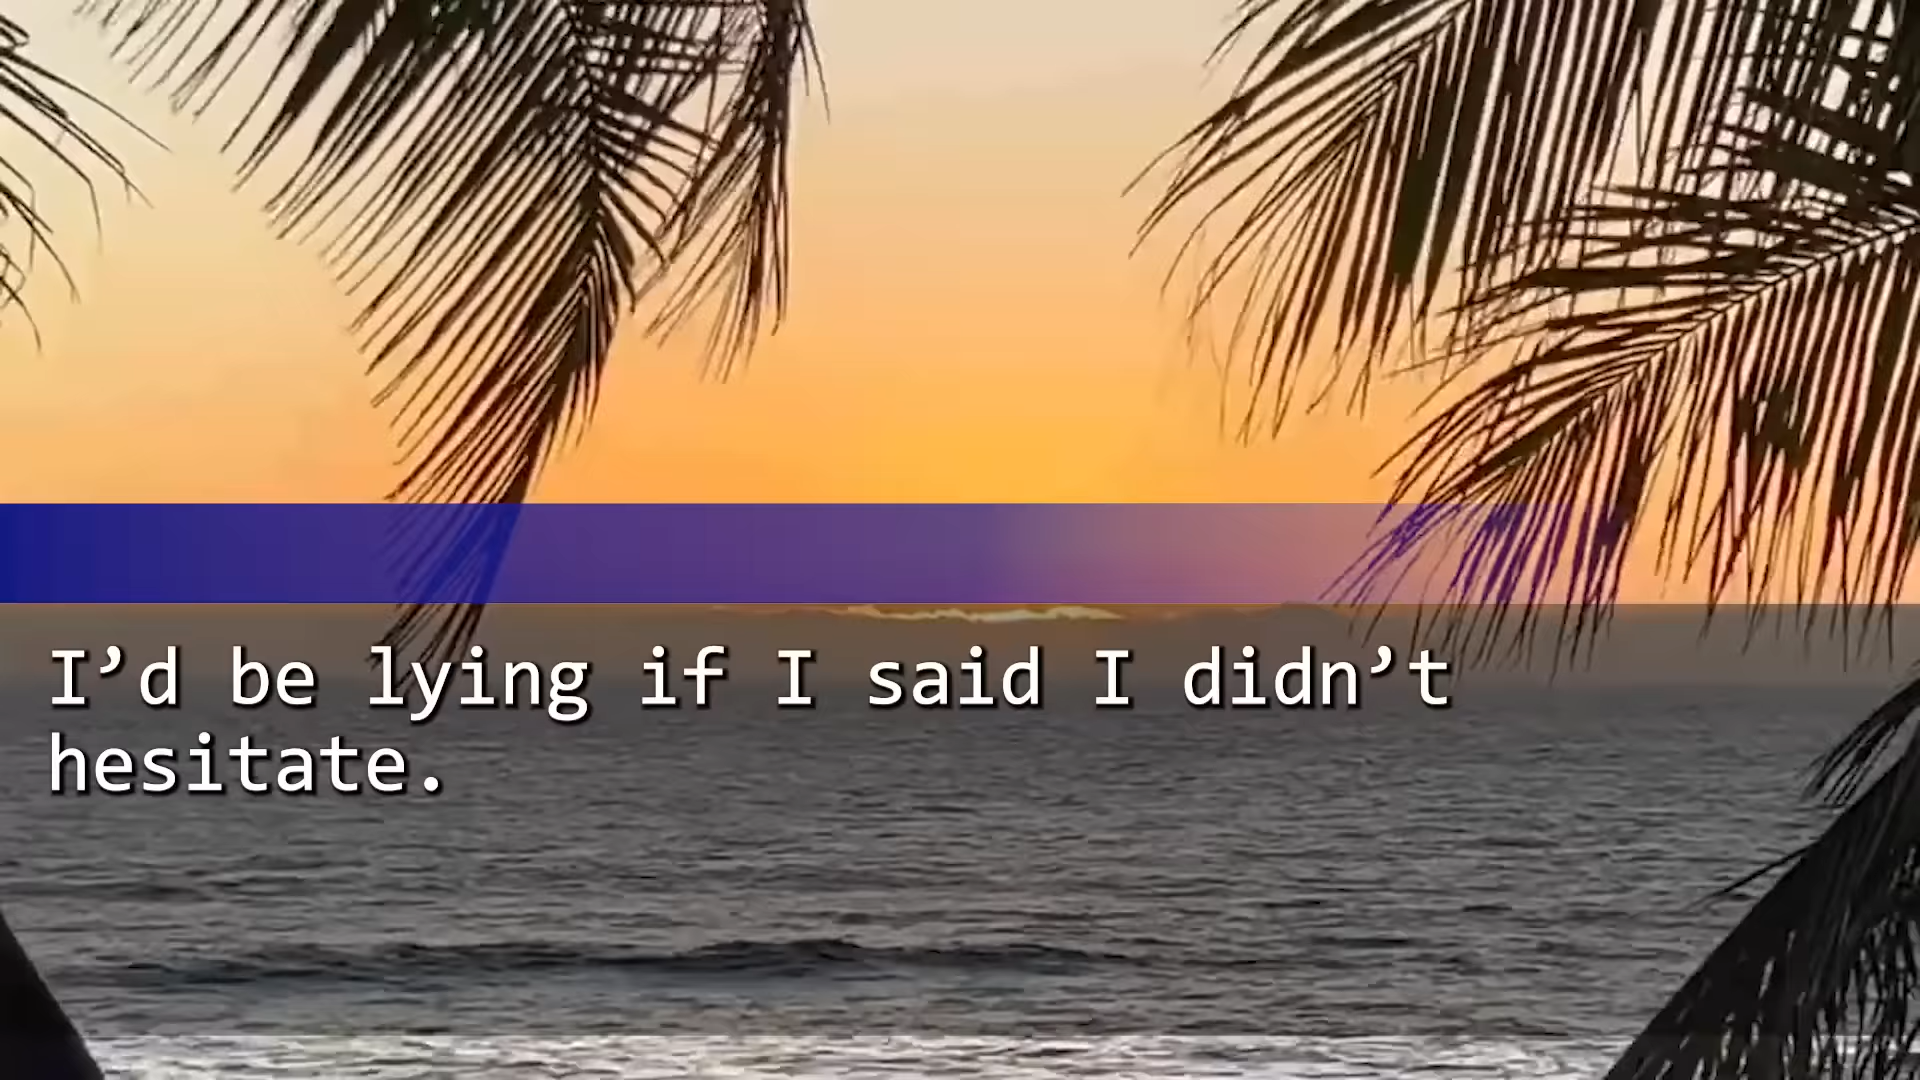 I’d be lying if I said I didn’t
hesitate.